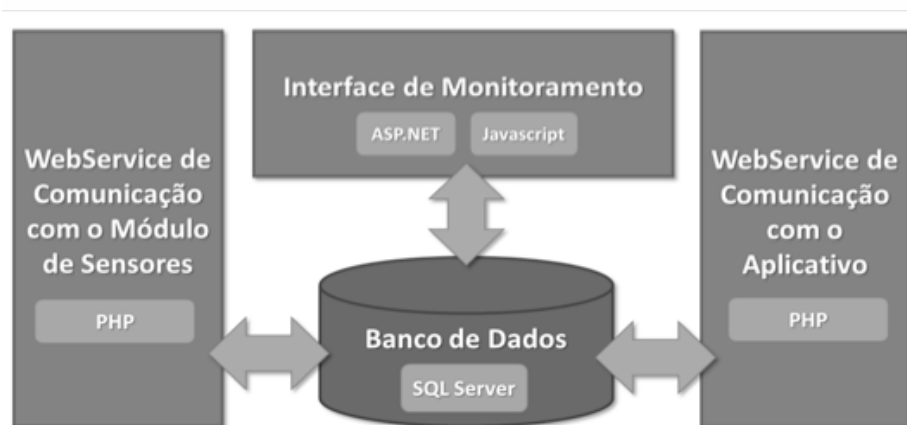 WebService de
Comunicação
com o Módulo
de Sensores
PHP
Interface de Monitoramento
ASP.NET
Javascript
Banco de Dados
SQL Server
WebService de
Comunicação
com o
Aplicativo
PHP